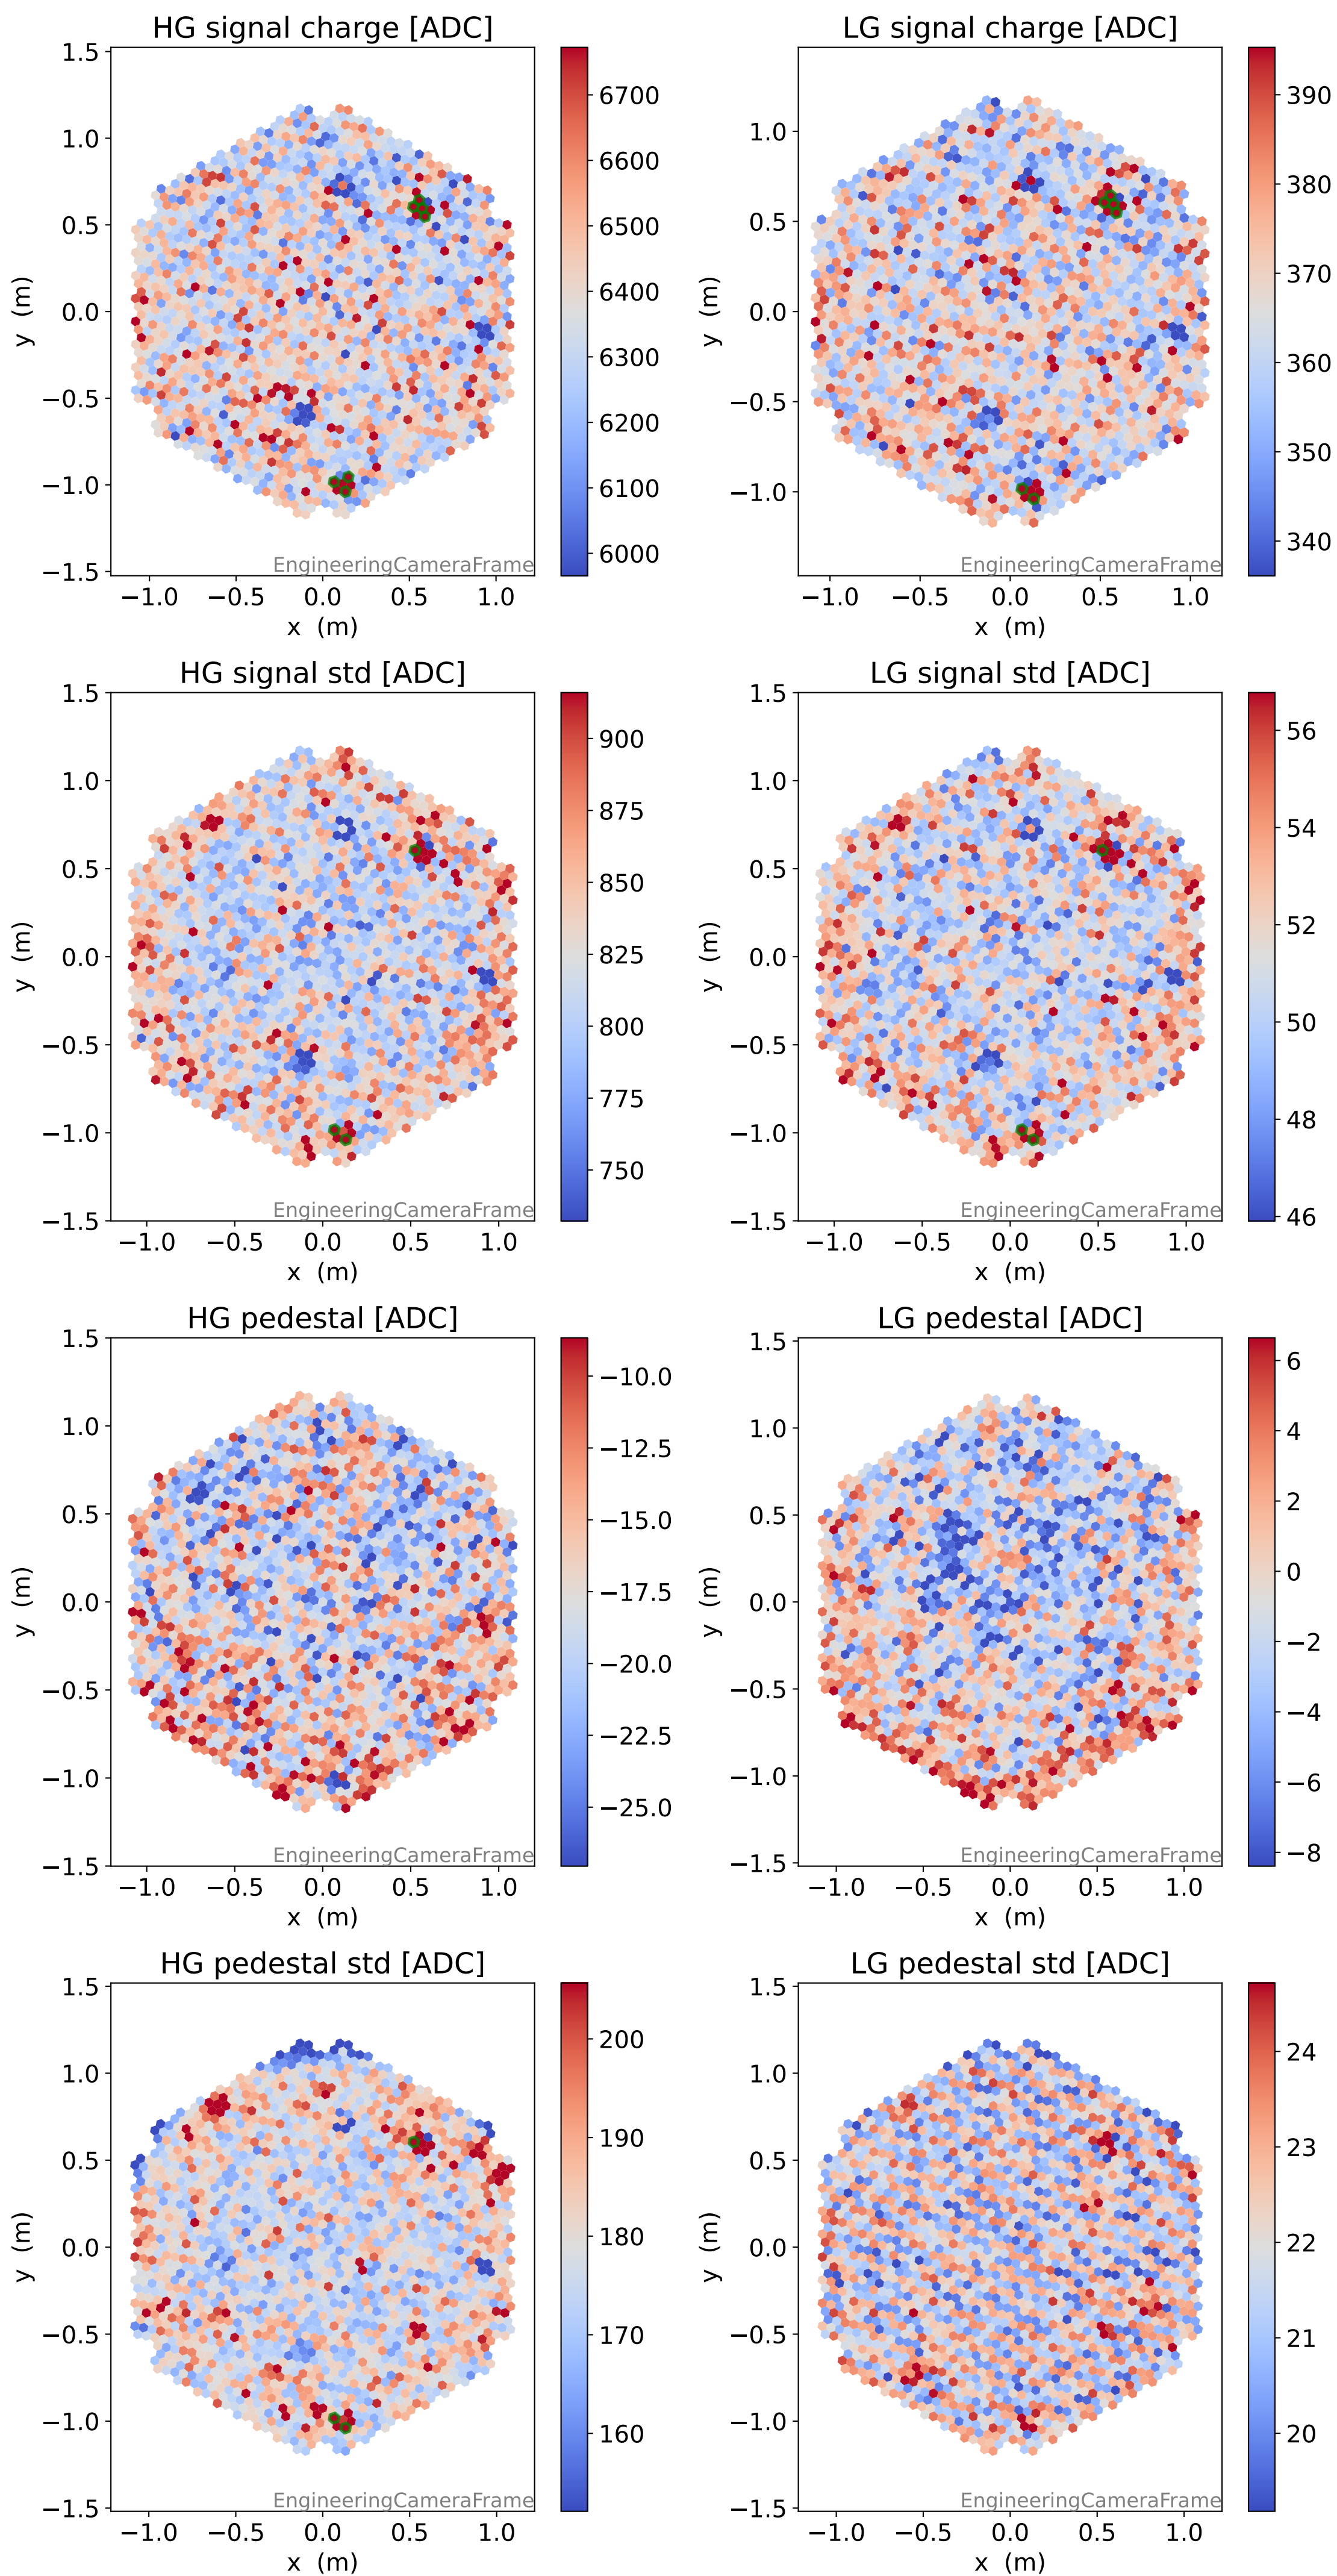 HG signal charge [ADC]
LG signal charge [ADC]
1.5
1.0
0.5
0.0
−0.5
−1.0
−1.5
y (m)
−1.0 −0.5 0.0 0.5 1.0
x (m)
EngineeringCameraFrame
6700
6600
6500
6400
6300
6200
6100
6000
1.0
0.5
0.0
−0.5
−1.0
y (m)
−1.0 −0.5 0.0 0.5 1.0
x (m)
EngineeringCameraFrame
390
380
370
360
350
340
HG signal std [ADC]
LG signal std [ADC]
1.5
1.0
0.5
0.0
−0.5
−1.0
−1.5
y (m)
−1.0 −0.5 0.0 0.5 1.0
x (m)
EngineeringCameraFrame
900
875
850
825
800
775
750
1.5
1.0
0.5
0.0
−0.5
−1.0
−1.5
y (m)
−1.0 −0.5 0.0 0.5 1.0
x (m)
EngineeringCameraFrame
56
54
52
50
48
46
HG pedestal [ADC]
LG pedestal [ADC]
1.5
1.0
0.5
0.0
−0.5
−1.0
−1.5
y (m)
−1.0 −0.5 0.0 0.5 1.0
x (m)
EngineeringCameraFrame
−10.0
−12.5
−15.0
−17.5
−20.0
−22.5
−25.0
1.5
1.0
0.5
0.0
−0.5
−1.0
−1.5
y (m)
−1.0 −0.5 0.0 0.5 1.0
x (m)
EngineeringCameraFrame
6
4
2
0
−2
−4
−6
−8
HG pedestal std [ADC]
LG pedestal std [ADC]
1.5
1.0
0.5
0.0
−0.5
−1.0
−1.5
y (m)
−1.0 −0.5 0.0 0.5 1.0
x (m)
EngineeringCameraFrame
200
190
180
170
160
1.5
1.0
0.5
0.0
−0.5
−1.0
−1.5
y (m)
−1.0 −0.5 0.0 0.5 1.0
x (m)
EngineeringCameraFrame
24
23
22
21
20